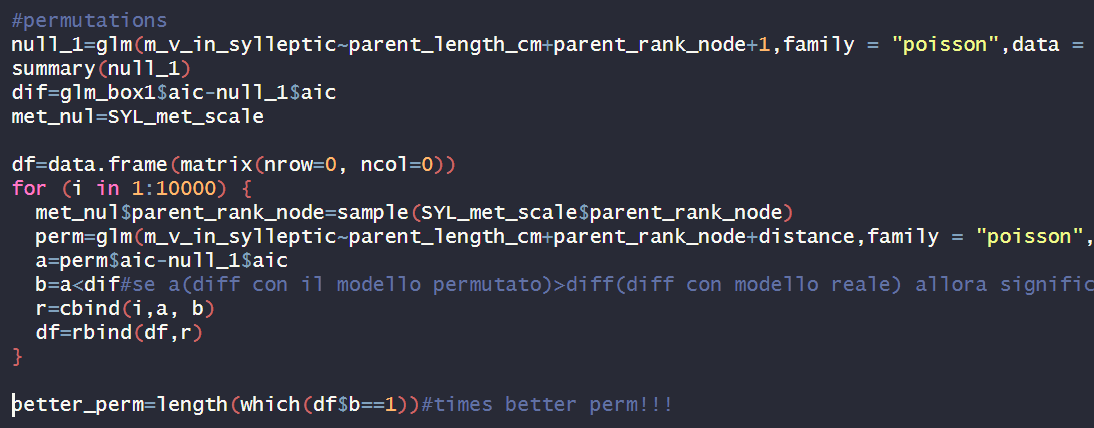 #permutations
null_1=glm(m_v_in_sylleptic~parent_length_cm+parent_rank_node+1,family = "poisson",data =
summary(null_1)
dif=glm_box1$aic-null_1$aic
met_nul=SYL_met_scale
df=data.frame(matrix(nrow=0, ncol=0))
for (i in 1:10000) {
met_nul$parent_rank_node=sample(SYL_met_scale$parent_rank_node)
perm=glm(m_v_in_sylleptic~parent_length_cm+parent_rank_node+distance,family = "poisson",
a=perm$aic-null_1$aic
b=a<dif#se a(diff con il modello permutato)>diff(diff con modello reale) allora signific
r=cbind(i,a, b)
df=rbind(df,r)
}
better_perm=length(which(df$b==1))#times better perm!!!